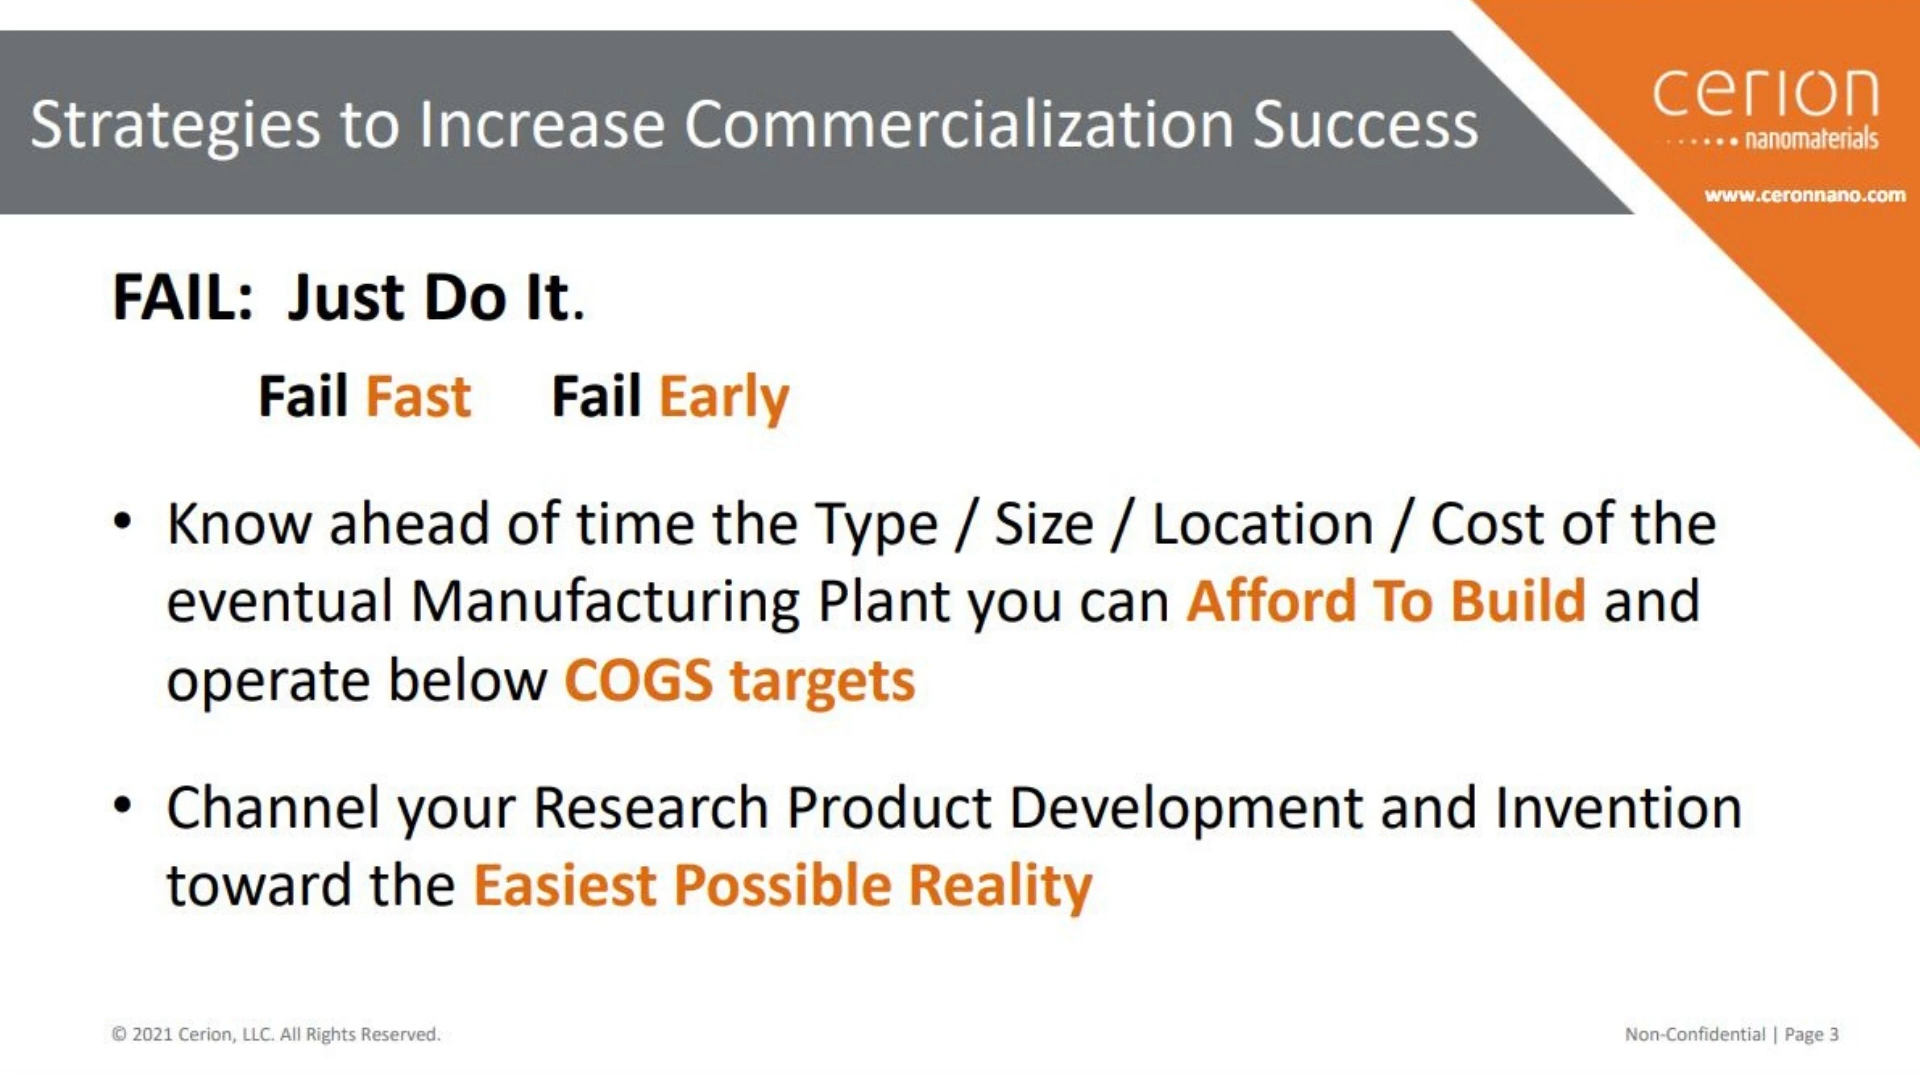 Strategies to Increase Commercialization Success
cerion
nanomaterials
www.ceronnano.com
FAIL: Just Do It.
Fail Fast Fail Early
• Know ahead of time the Type / Size / Location / Cost of the
eventual Manufacturing Plant you can Afford To Build and
operate below COGS targets
• Channel your Research Product Development and Invention
toward the Easiest Possible Reality
© 2021 Cerion, LLC. All Rights Reserved.
Non-Confidential | Page 3